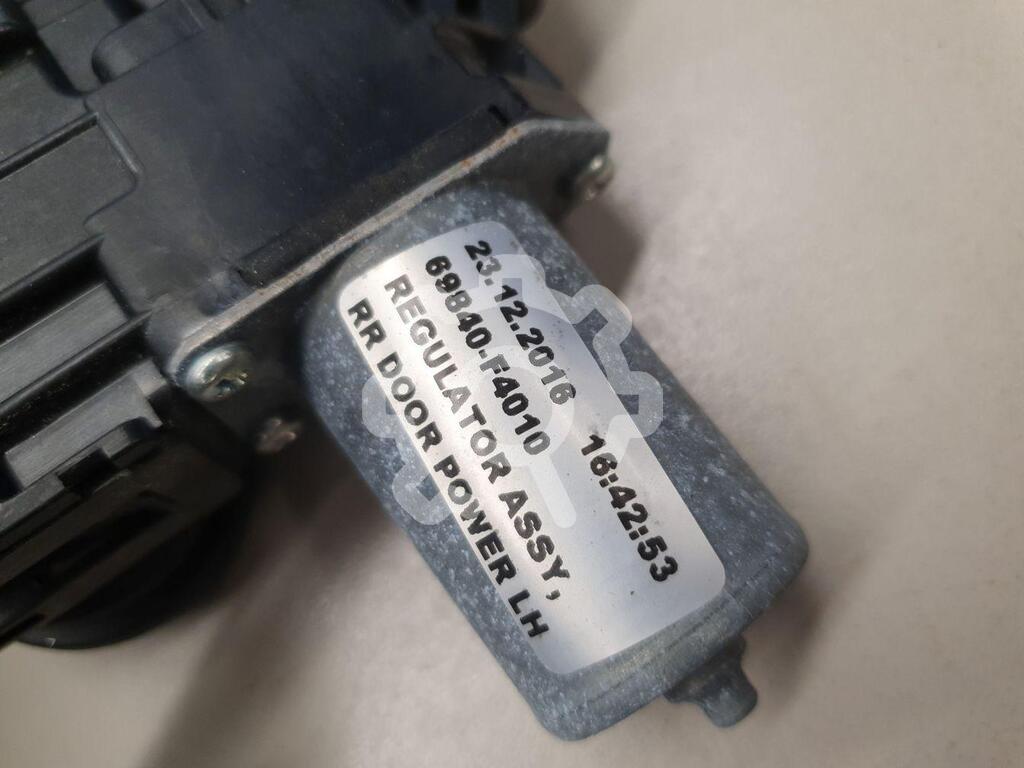 23.12.2016 16:42:53
69840-F4010
REGULATOR ASSY,
RR DOOR POWER LH